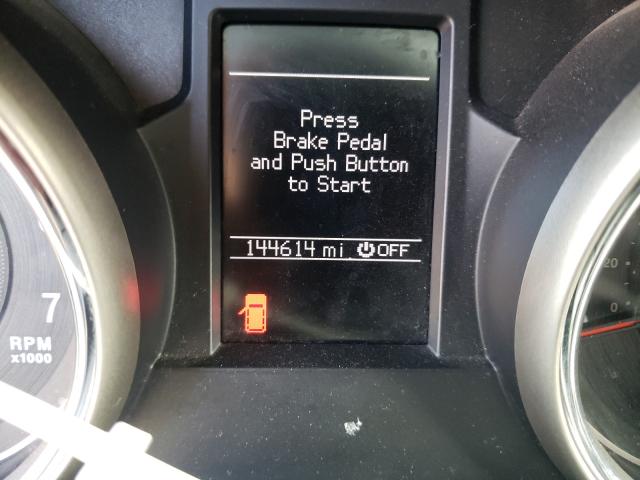 Press
Brake Pedal
and Push Button
to Start
144614 mi OFF
7
RPM
x1000
20
0